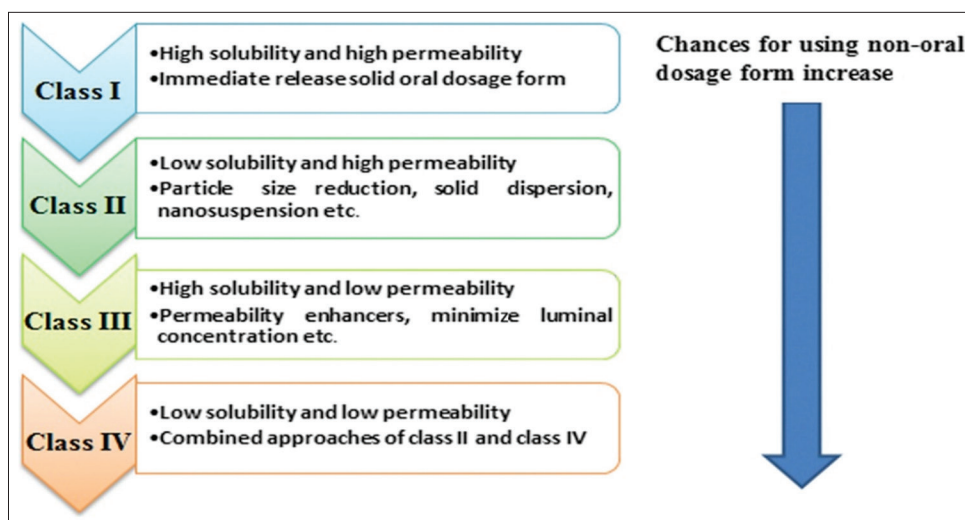 Class I
•High solubility and high permeability
•Immediate release solid oral dosage form
Class II
•Low solubility and high permeability
•Particle size reduction, solid dispersion,
nanosuspension etc.
Class III
•High solubility and low permeability
•Permeability enhancers, minimize luminal
concentration etc.
Class IV
•Low solubility and low permeability
•Combined approaches of class II and class IV
Chances for using non-oral
dosage form increase